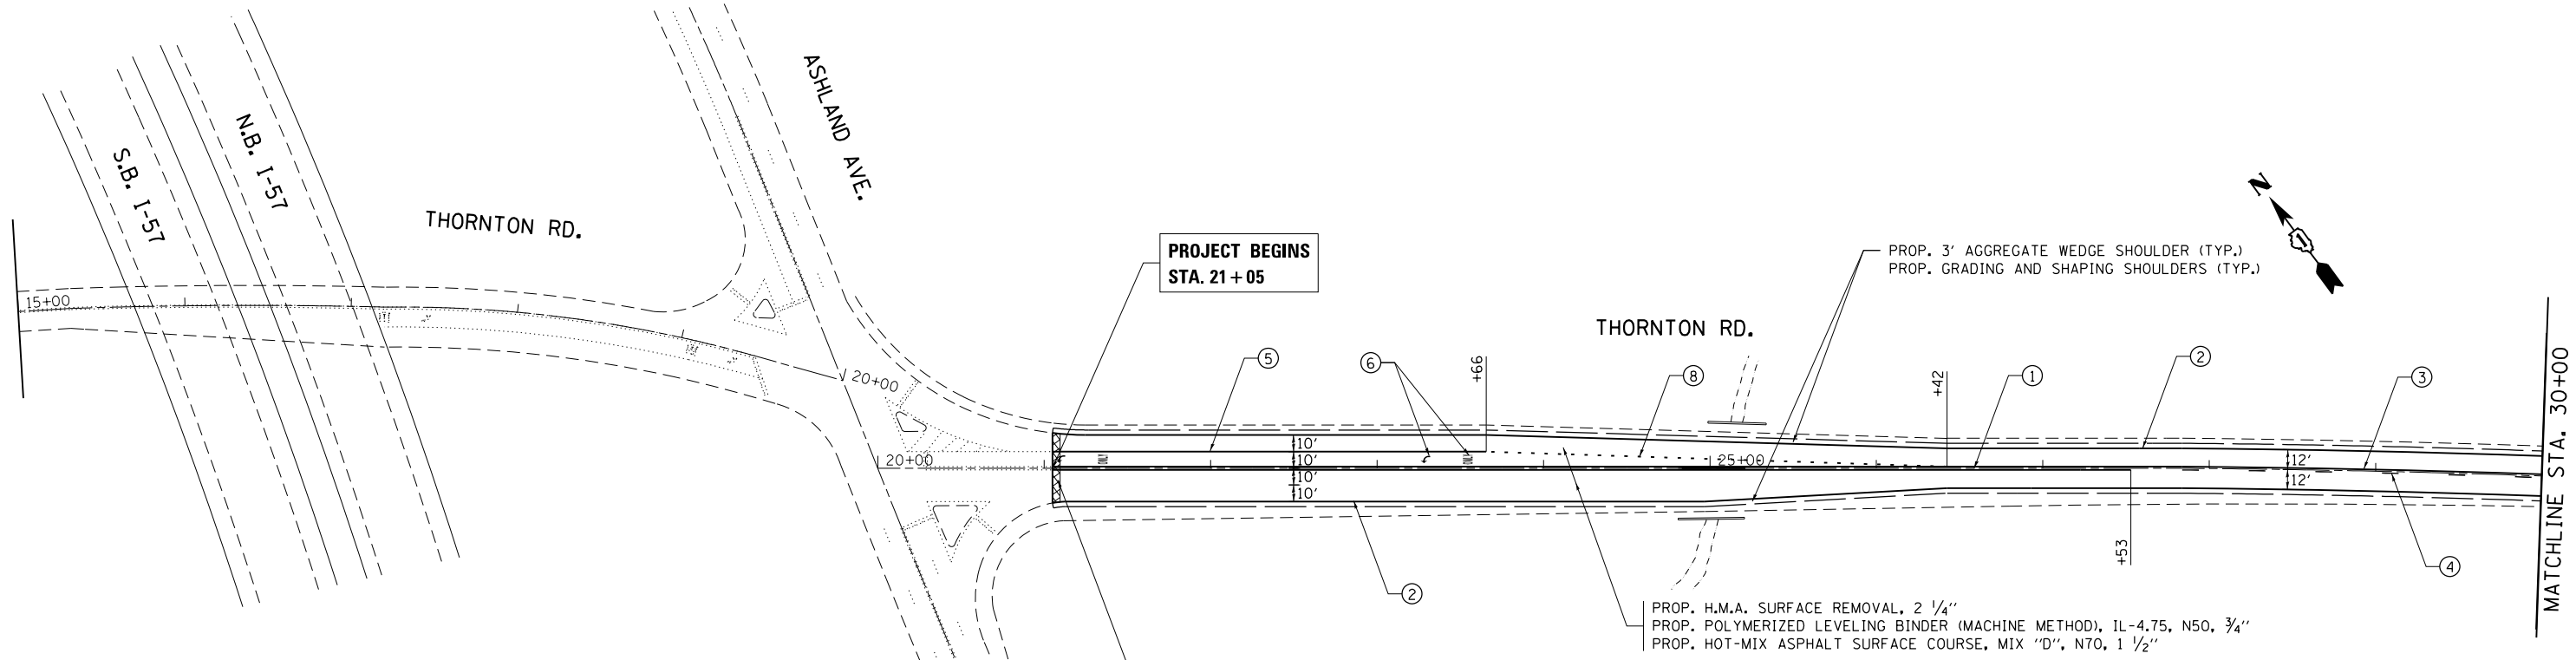 S.B. I-57
N.B. I-57
THORNTON RD.
ASHLAND AVE.
15+00
20+00
20+00
PROJECT BEGINS
STA. 21+05
PROP. 3' AGGREGATE WEDGE SHOULDER (TYP.)
PROP. GRADING AND SHAPING SHOULDERS (TYP.)
N
1
THORNTON RD.
5
6
+66
8
+42
1
2
3
10'
10'
10'
10'
ONLY
ONLY
25+00
12'
12'
+53
4
2
MATCHLINE STA. 30+00
PROP. H.M.A. SURFACE REMOVAL, 2 1/4"
PROP. POLYMERIZED LEVELING BINDER (MACHINE METHOD), IL-4.75, N50, 3/4"
PROP. HOT-MIX ASPHALT SURFACE COURSE, MIX "D", N70, 1 1/2"